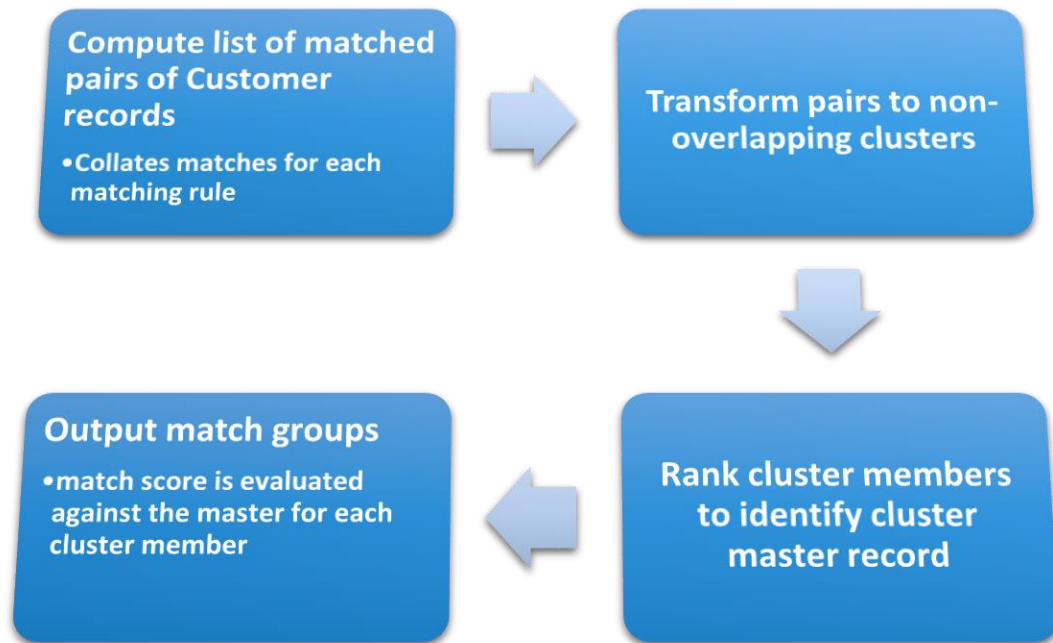 Compute list of matched
pairs of Customer
records
•Collates matches for each
matching rule
Transform pairs to non-
overlapping clusters
Rank cluster members
to identify cluster
master record
Output match groups
•match score is evaluated
against the master for each
cluster member